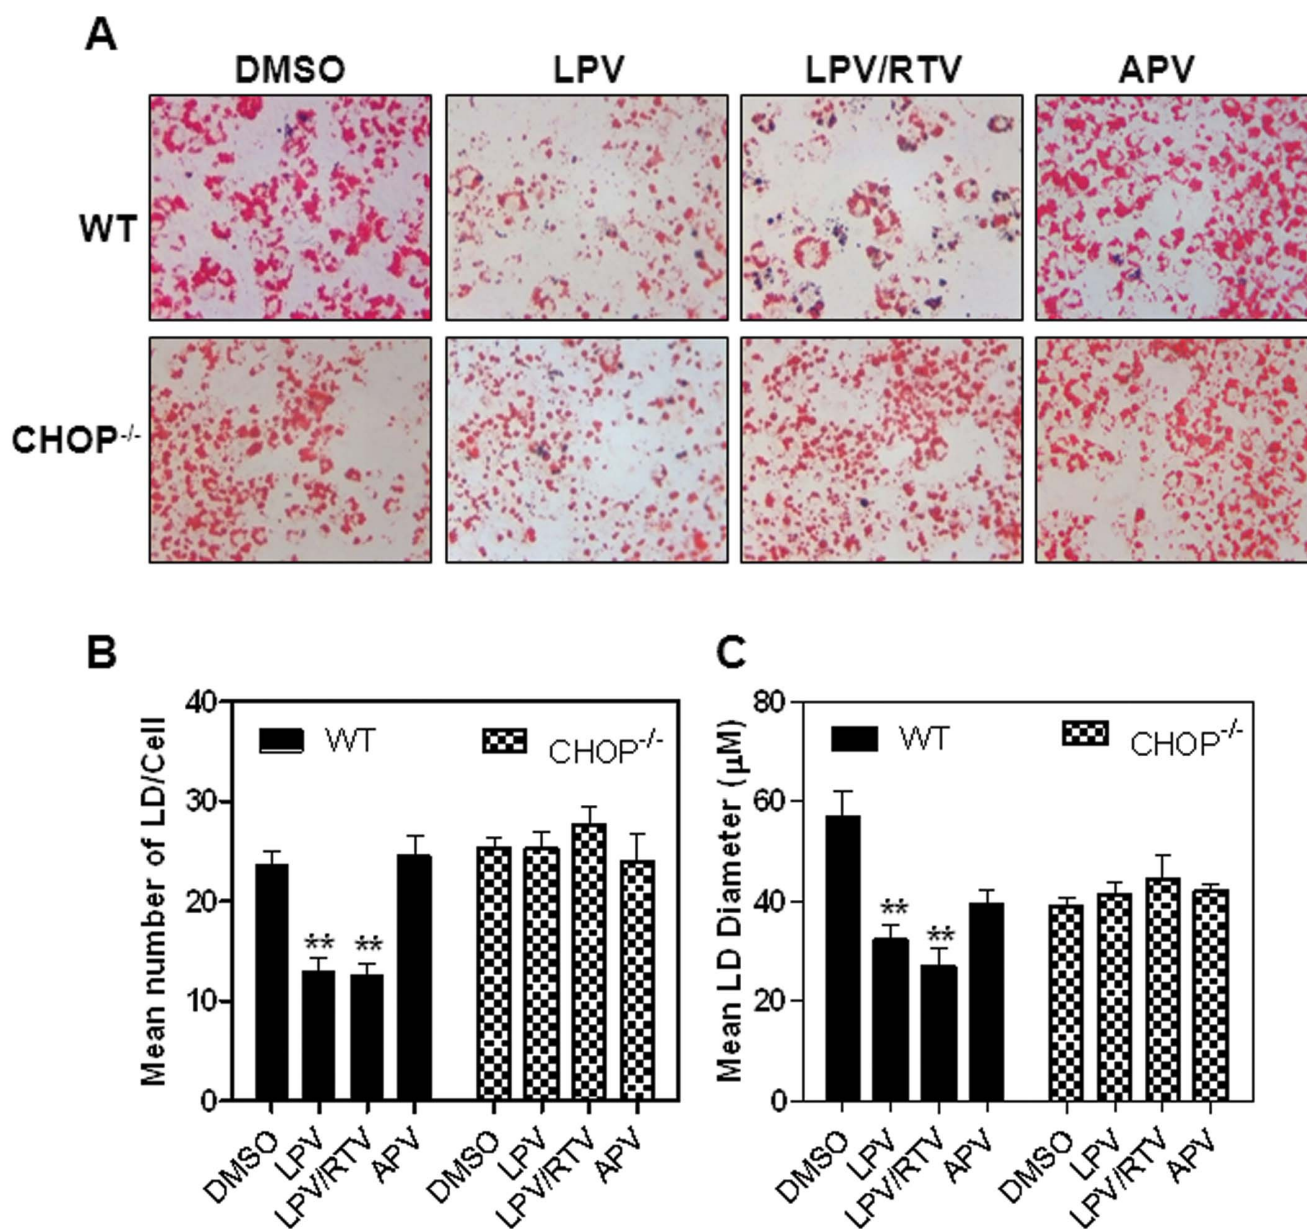 A
DMSO LPV LPV/RTV APV
WT
CHOP-/-
B
Mean number of LD/Cell
40
30
20
10
0
WT CHOP-/-
DMSO LPV LPV/RTV APV DMSO LPV LPV/RTV APV
** **
C
Mean LD Diameter (μM)
80
60
40
20
0
WT CHOP-/-
** **
DMSO LPV LPV/RTV APV DMSO LPV LPV/RTV APV